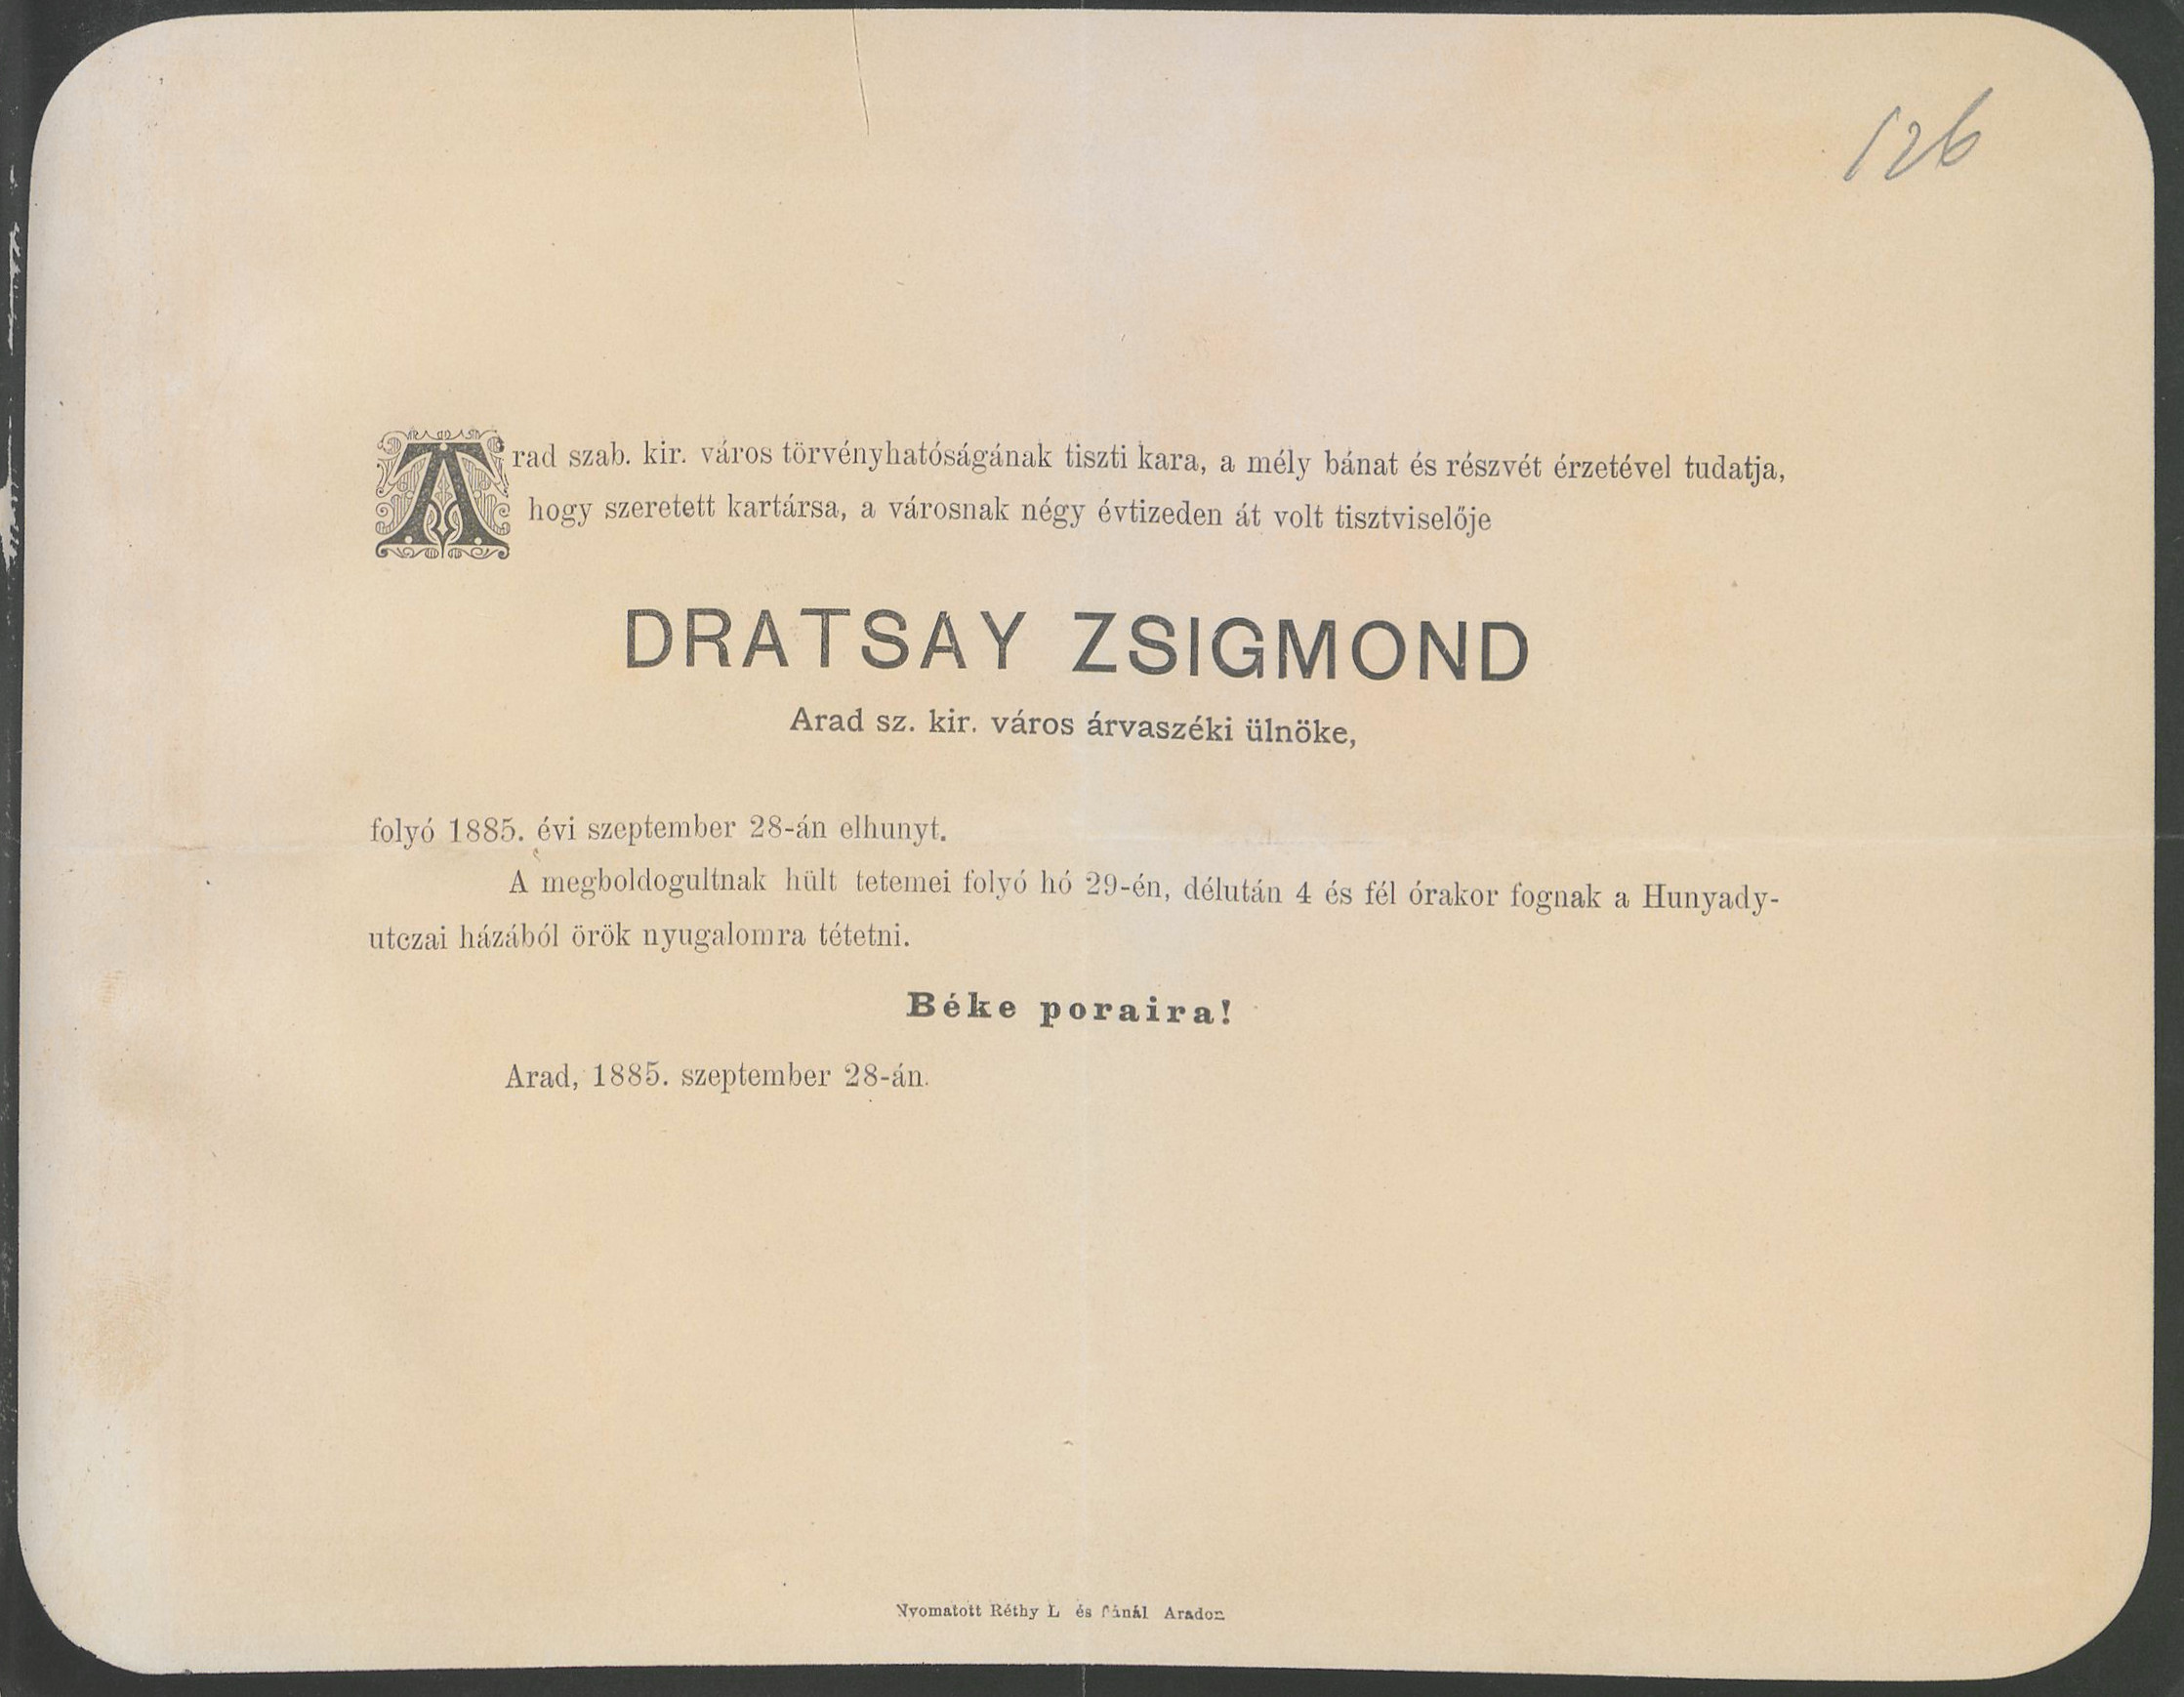 126
Arad szab. kir. város törvényhatóságának tiszti kara, a mély bánat és részvét érzetével tudatja,
hogy szeretett kartársa, a városnak négy évtizeden át volt tisztviselője
DRATSAY ZSIGMOND
Arad sz. kir. város árvaszéki ülnöke,
folyó 1885. évi szeptember 28-án elhunyt.
A megboldogultnak hült tetemei folyó hó 29-én, délután 4 és fél órakor fognak a Hunyady-
utczai házából örök nyugalomra tétetni.
Béke poraira!
Arad, 1885. szeptember 28-án.
Nyomatott Réthy L és Aradon